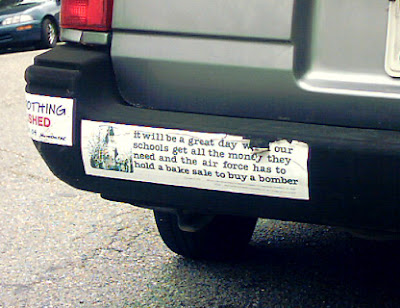 OTHING
SHED
it will be a great day our
schools get all the money they
need and the air force has to
hold a bake sale to buy a bomber